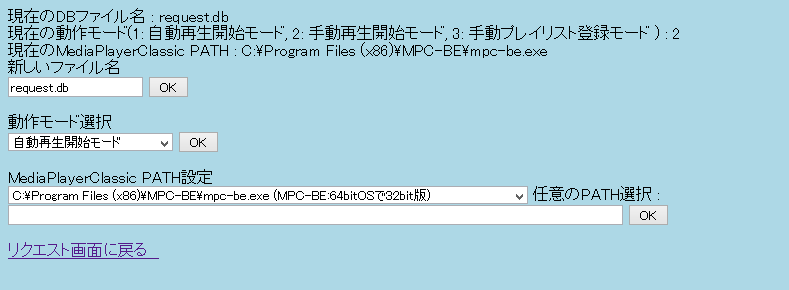 現在のDBファイル名 : request.db
現在の動作モード(1: 自動再生開始モード, 2: 手動再生開始モード, 3: 手動プレイリスト登録モード ) : 2
現在のMediaPlayerClassic PATH : C:¥Program Files (x86)¥MPC-BE¥mpc-be.exe
新しいファイル名
request.db OK
動作モード選択
自動再生開始モード OK
MediaPlayerClassic PATH設定
C:¥Program Files (x86)¥MPC-BE¥mpc-be.exe (MPC-BE:64bitOSで32bit版) 任意のPATH選択 :
OK
リクエスト画面に戻る